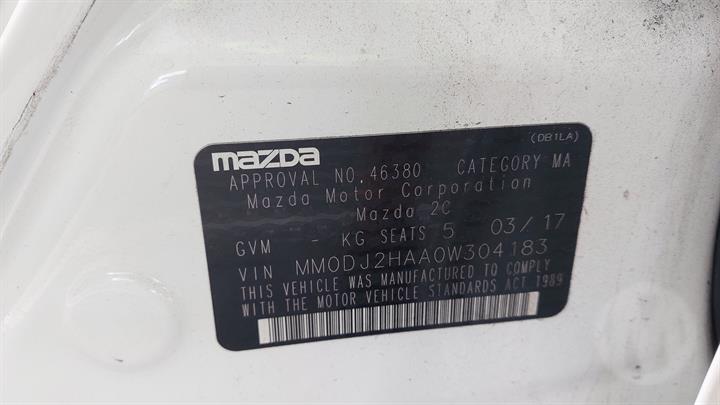 (DB1LA)
mazda
APPROVAL NO.46380 CATEGORY MA
Mazda Motor Corporation
Mazda 2C
GVM - KG SEATS 5 03/17
VIN MM0DJ2HAA0W304183
THIS VEHICLE WAS MANUFACTURED TO COMPLY
WITH THE MOTOR VEHICLE STANDARDS ACT 1989